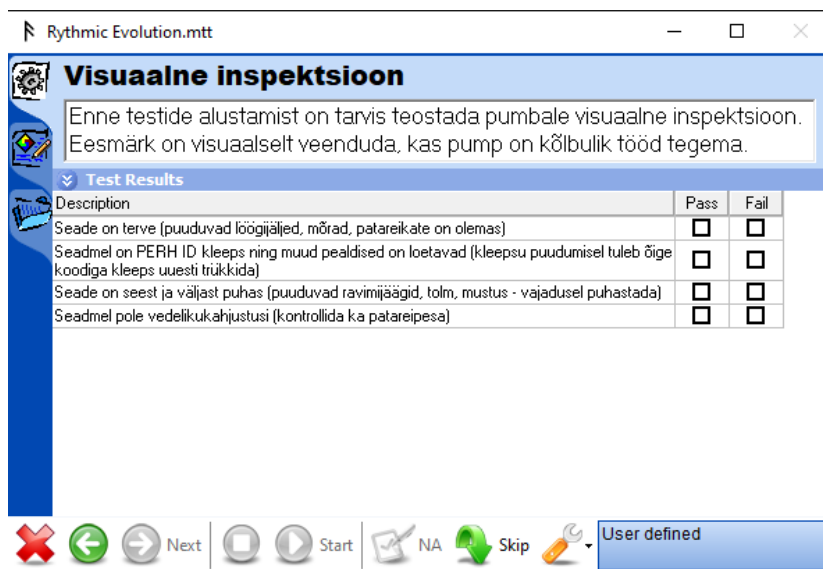 Rythmic Evolution.mtt
Visuaalne inspektsioon
Enne testide alustamist on tarvis teostada pumbale visuaalne inspektsioon.
Eesmärk on visuaalselt veenduda, kas pump on kõlbulik tööd tegema.
Test Results
Description Pass Fail
Seade on terve (puuduvad löögijäljed, mõrad, patareikate on olemas)
Seadmel on PERH ID kleeps ning muud pealdised on loetavad (kleepsu puudumisel tuleb õige
koodiga kleeps uuesti trükkida)
Seade on seest ja väljast puhas (puuduvad ravimijäägid, tolm, mustus - vajadusel puhastada)
Seadmel pole vedelikukahjustusi (kontrollida ka patareipesa)
Next Start NA Skip User defined